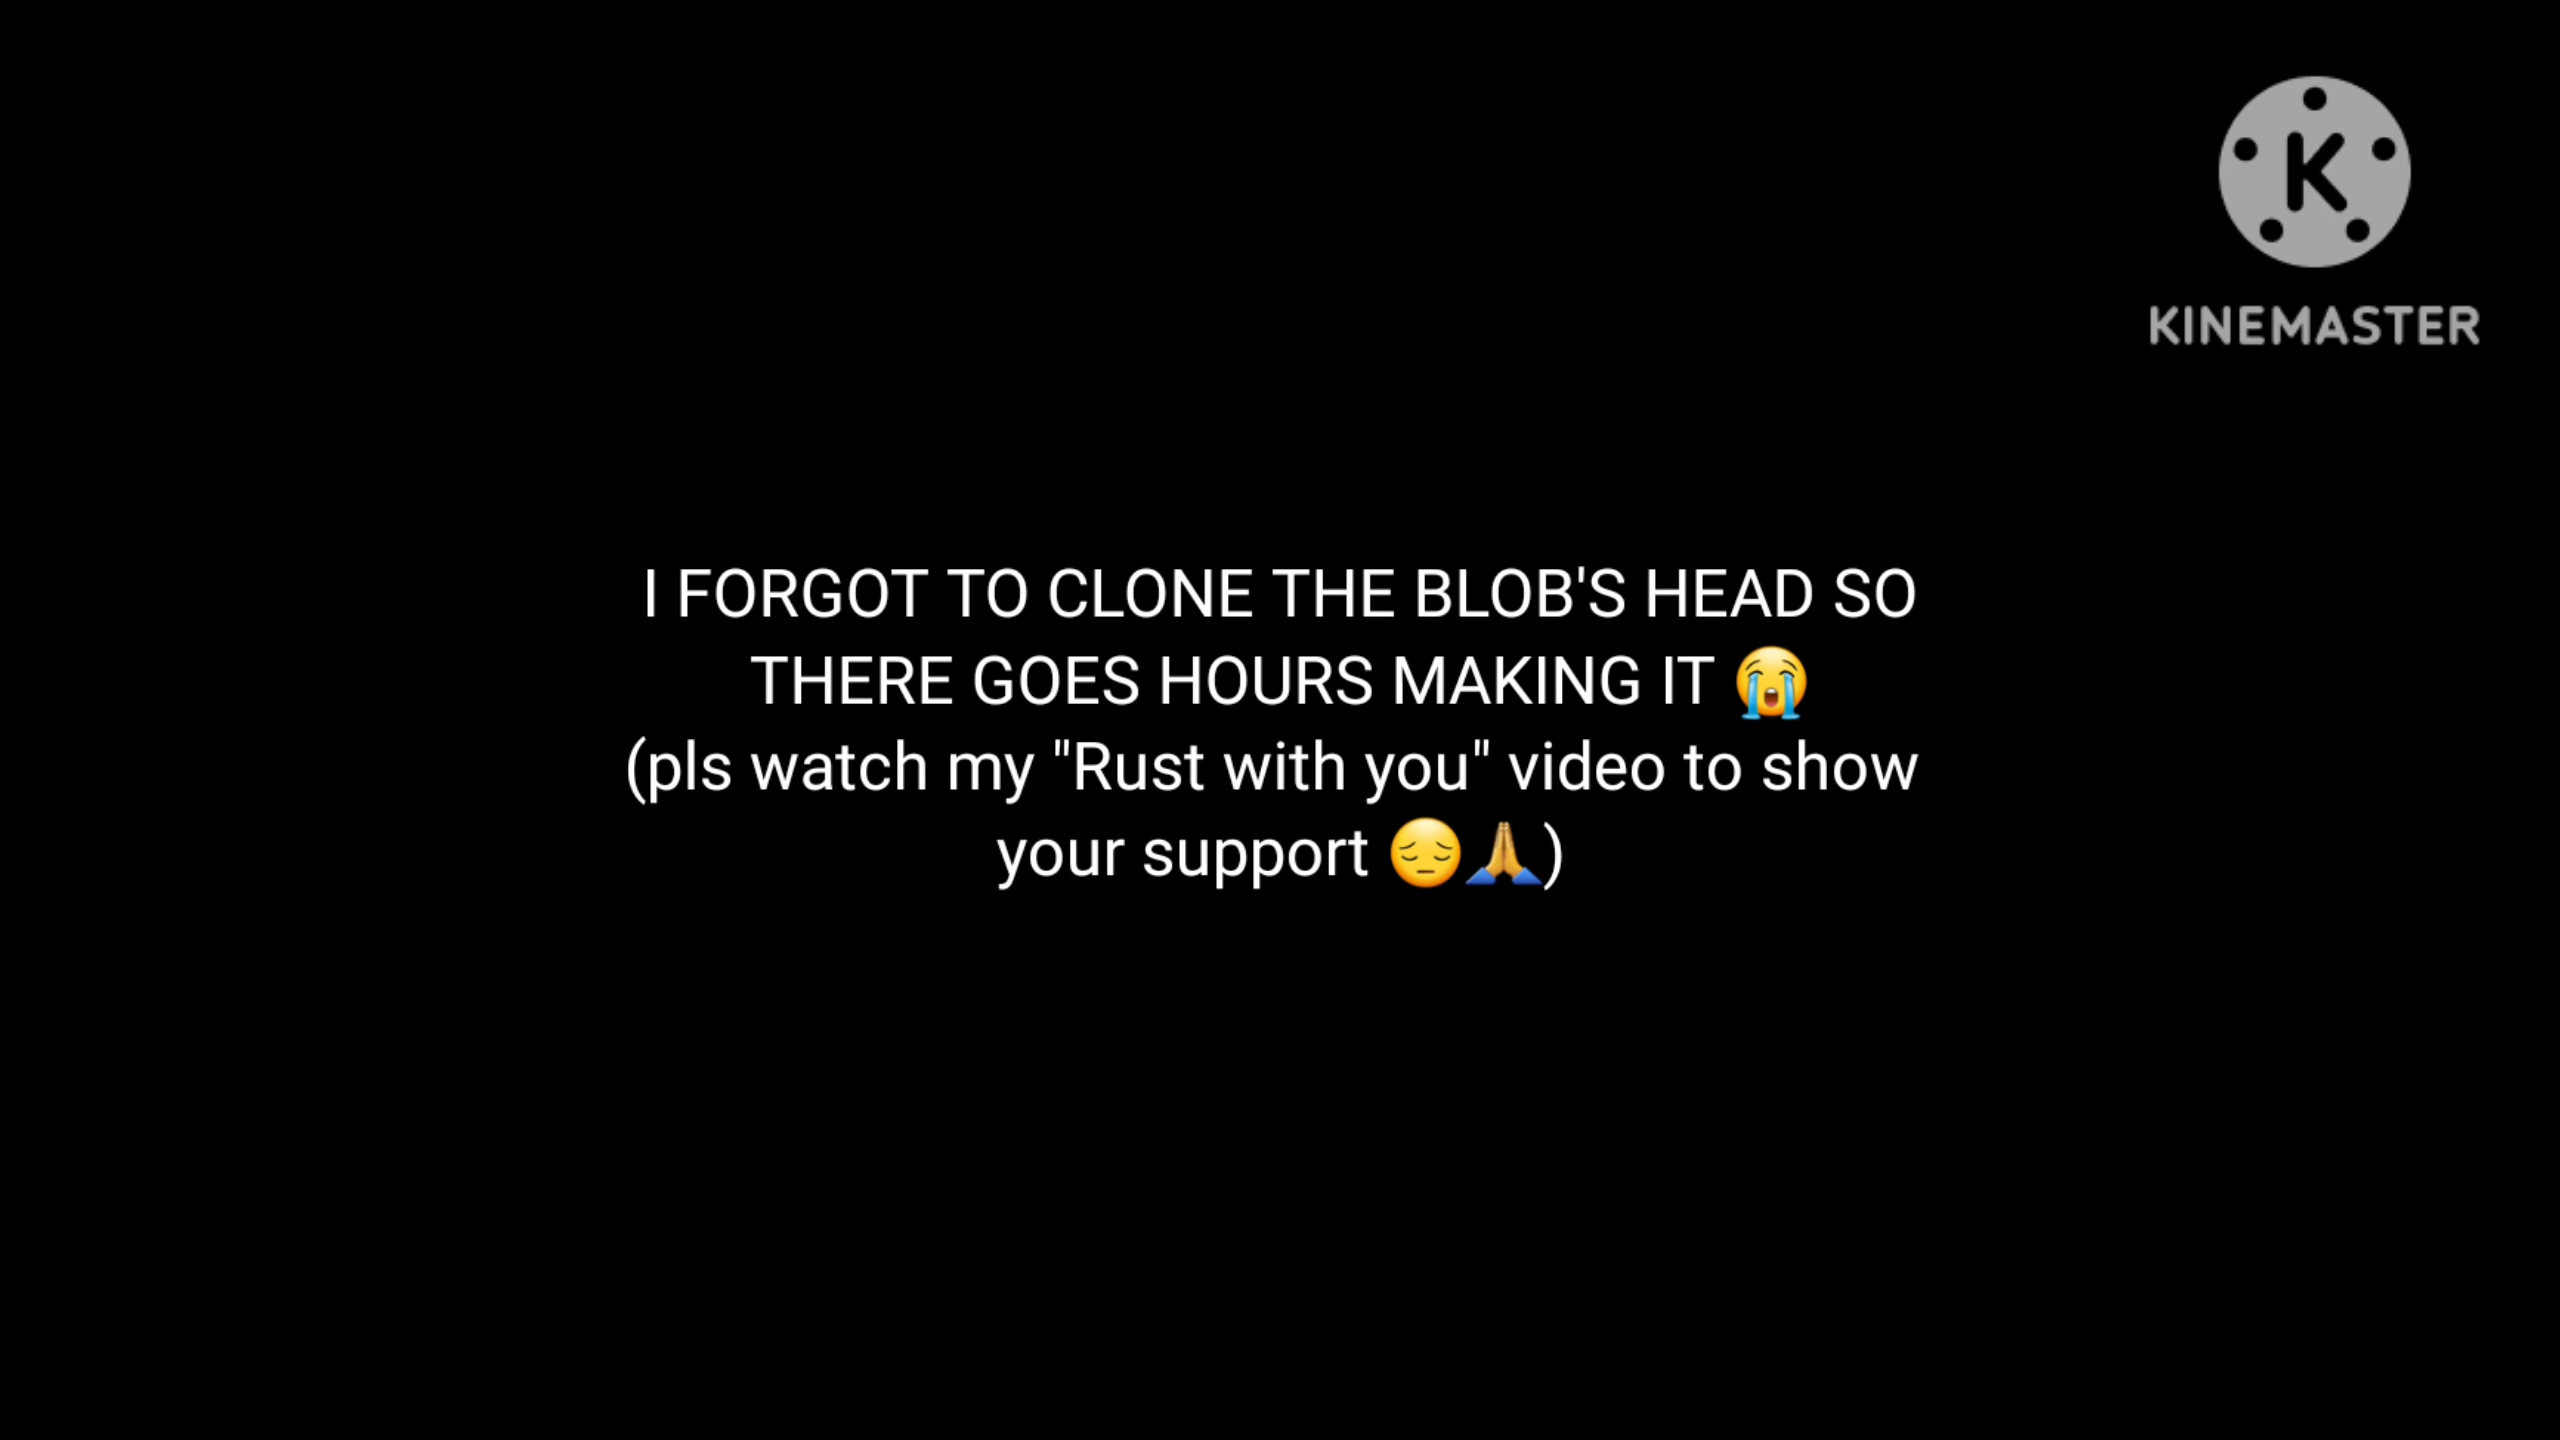 K
KINEMASTER
I FORGOT TO CLONE THE BLOB'S HEAD SO
THERE GOES HOURS MAKING IT 😭
(pls watch my "Rust with you" video to show
your support 😔🙏)